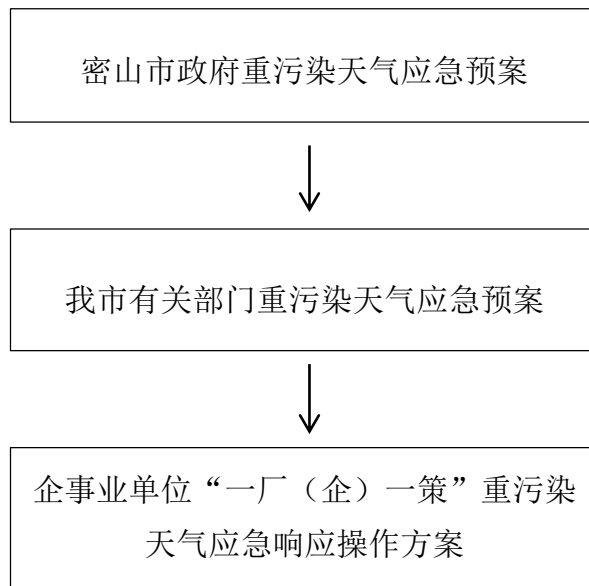 密山市政府重污染天气应急预案
我市有关部门重污染天气应急预案
企事业单位“一厂（企）一策”重污染
天气应急响应操作方案